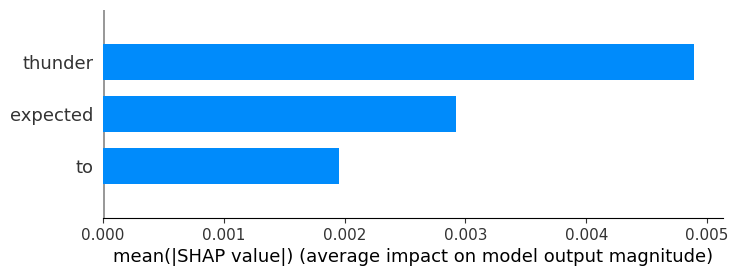 thunder
expected
to
0.000 0.001 0.002 0.003 0.004 0.005
mean(|SHAP value|) (average impact on model output magnitude)